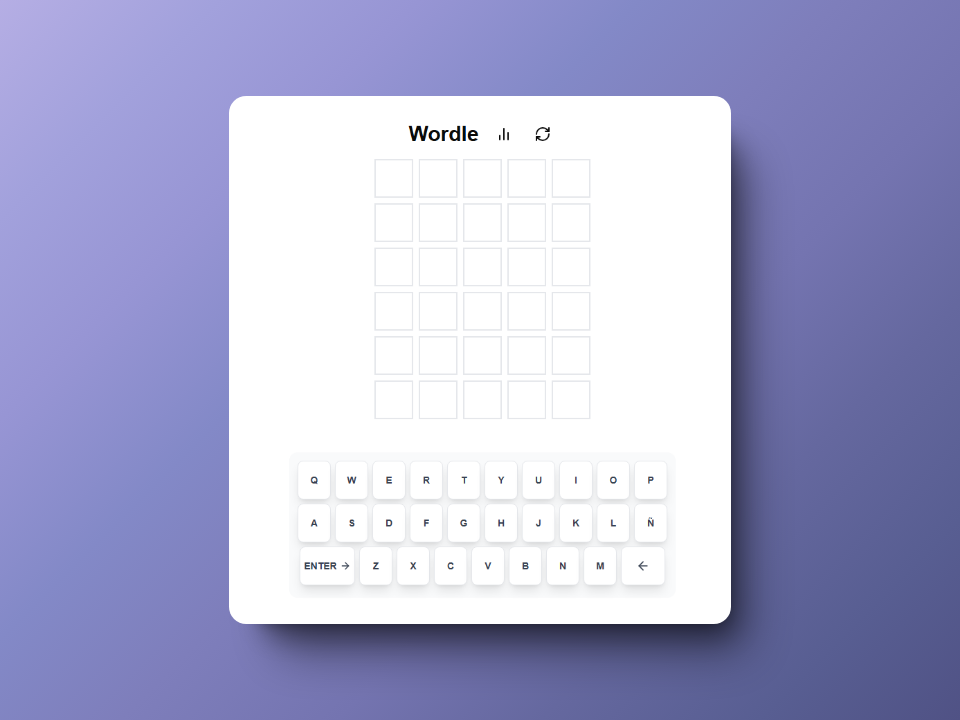 Wordle
Q W E R T Y U I O P
A S D F G H J K L Ñ
ENTER → Z X C V B N M ←